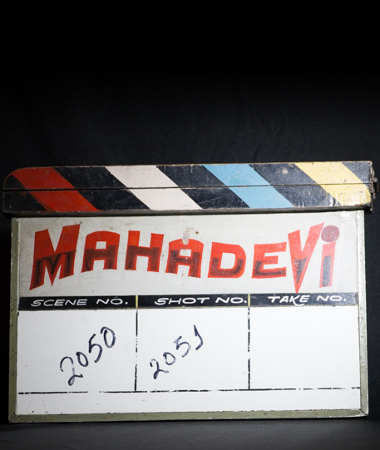 MAHADEVi
SCENE NO. SHOT NO. TAKE NO.
2050 2051